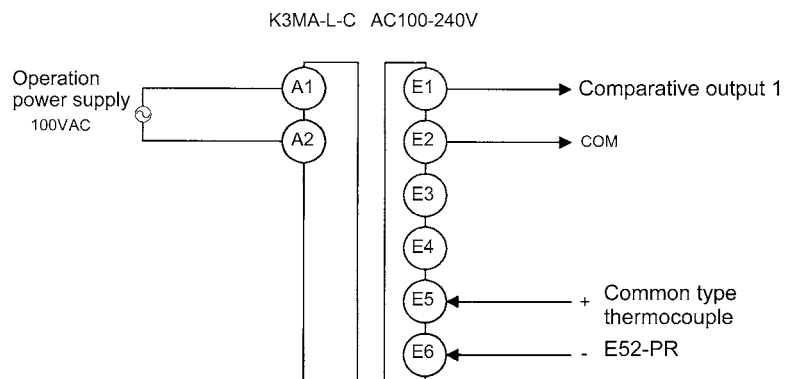 K3MA-L-C AC100-240V
Operation
power supply
100VAC
A1
A2
E1
Comparative output 1
E2
COM
E3
E4
E5
+ Common type
thermocouple
E6
- E52-PR